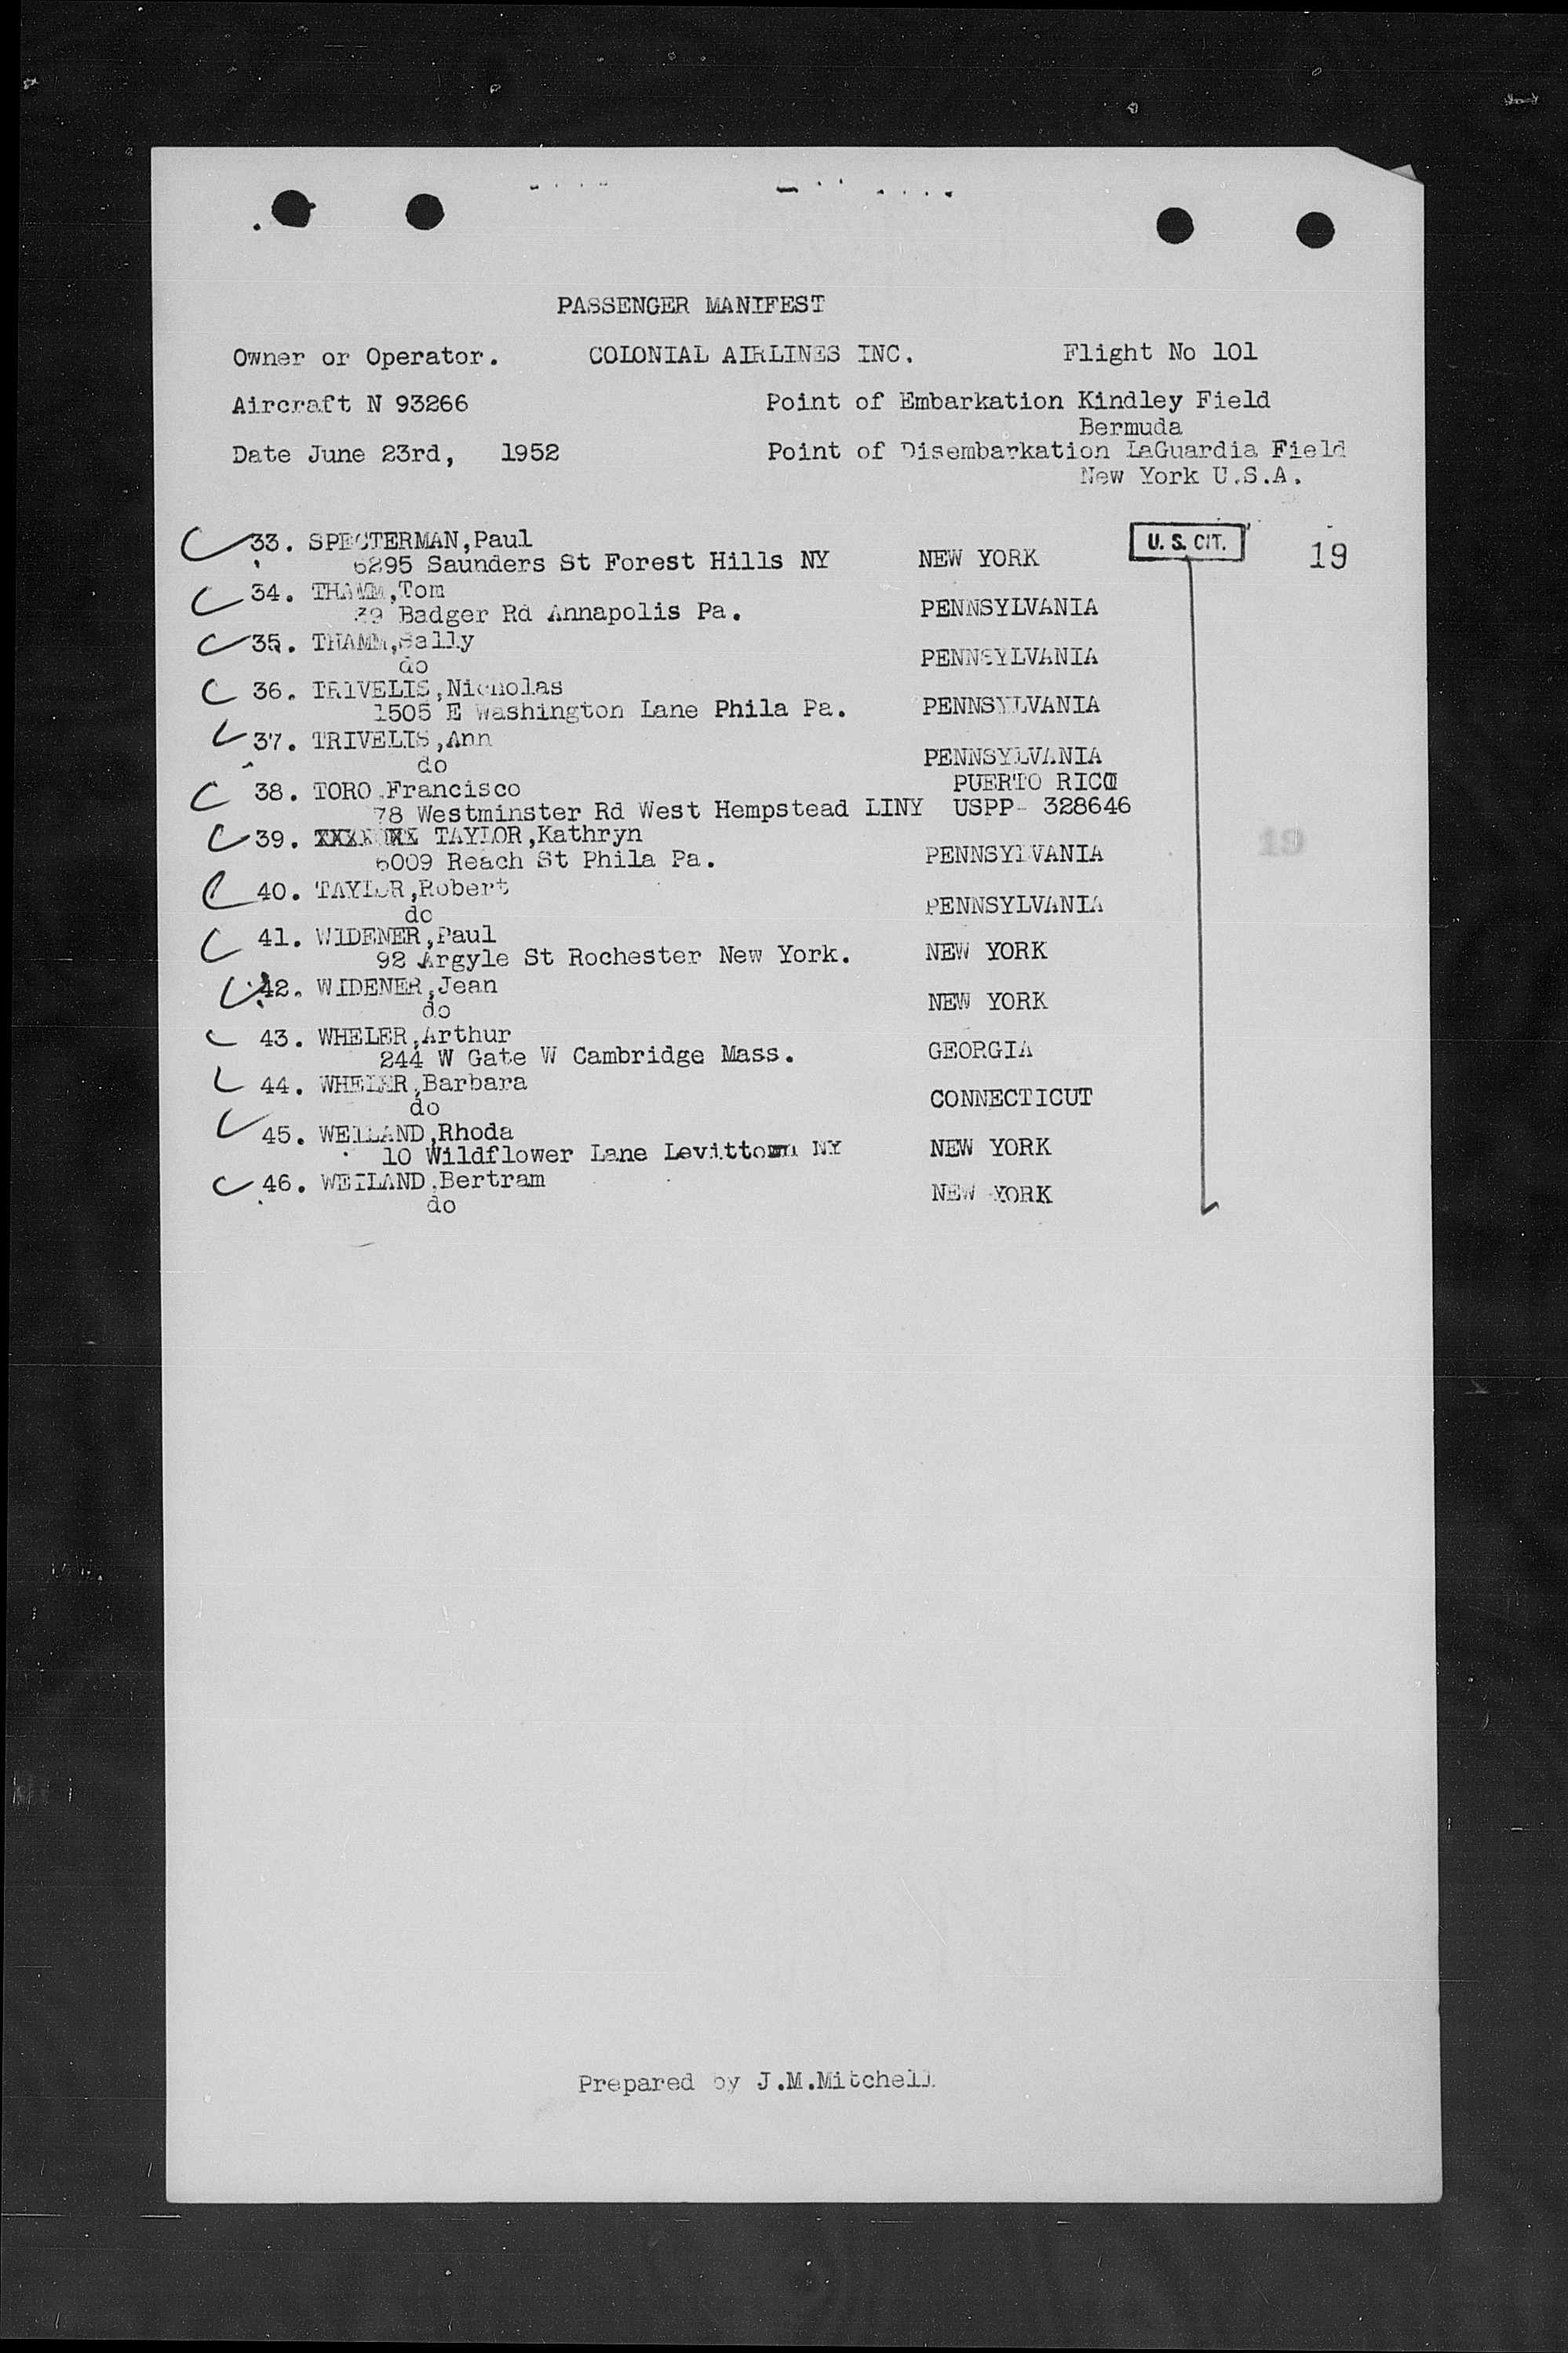 PASSENGER MANIFEST
Owner or Operator. COLONIAL AIRLINES INC. Flight No 101
Aircraft N 93266 Point of Embarkation Kindley Field
Bermuda
Date June 23rd, 1952 Point of Disembarkation LaGuardia Field
New York U.S.A.
33. SPECTERMAN,Paul U. S. CIT. 19
6295 Saunders St Forest Hills NY NEW YORK
34. THAMM,Tom
39 Badger Rd Annapolis Pa. PENNSYLVANIA
35. THAMM,Sally
do PENNSYLVANIA
36. TRIVELIS,Nicholas
1505 E Washington Lane Phila Pa. PENNSYLVANIA
37. TRIVELIS,Ann
do PENNSYLVANIA
38. TORO,Francisco PUERTO RICO
78 Westminster Rd West Hempstead LINY USPP- 328646
39. TAYLOR,Kathryn 19
6009 Reach St Phila Pa. PENNSYLVANIA
40. TAYLOR,Robert
do PENNSYLVANIA
41. WIDENER,Paul
92 Argyle St Rochester New York. NEW YORK
42. WIDENER,Jean
do NEW YORK
43. WHELER,Arthur
244 W Gate W Cambridge Mass. GEORGIA
44. WHELER,Barbara
do CONNECTICUT
45. WEILAND,Rhoda
10 Wildflower Lane Levittown NY NEW YORK
46. WEILAND,Bertram
do NEW YORK
Prepared by J.M.Mitchell